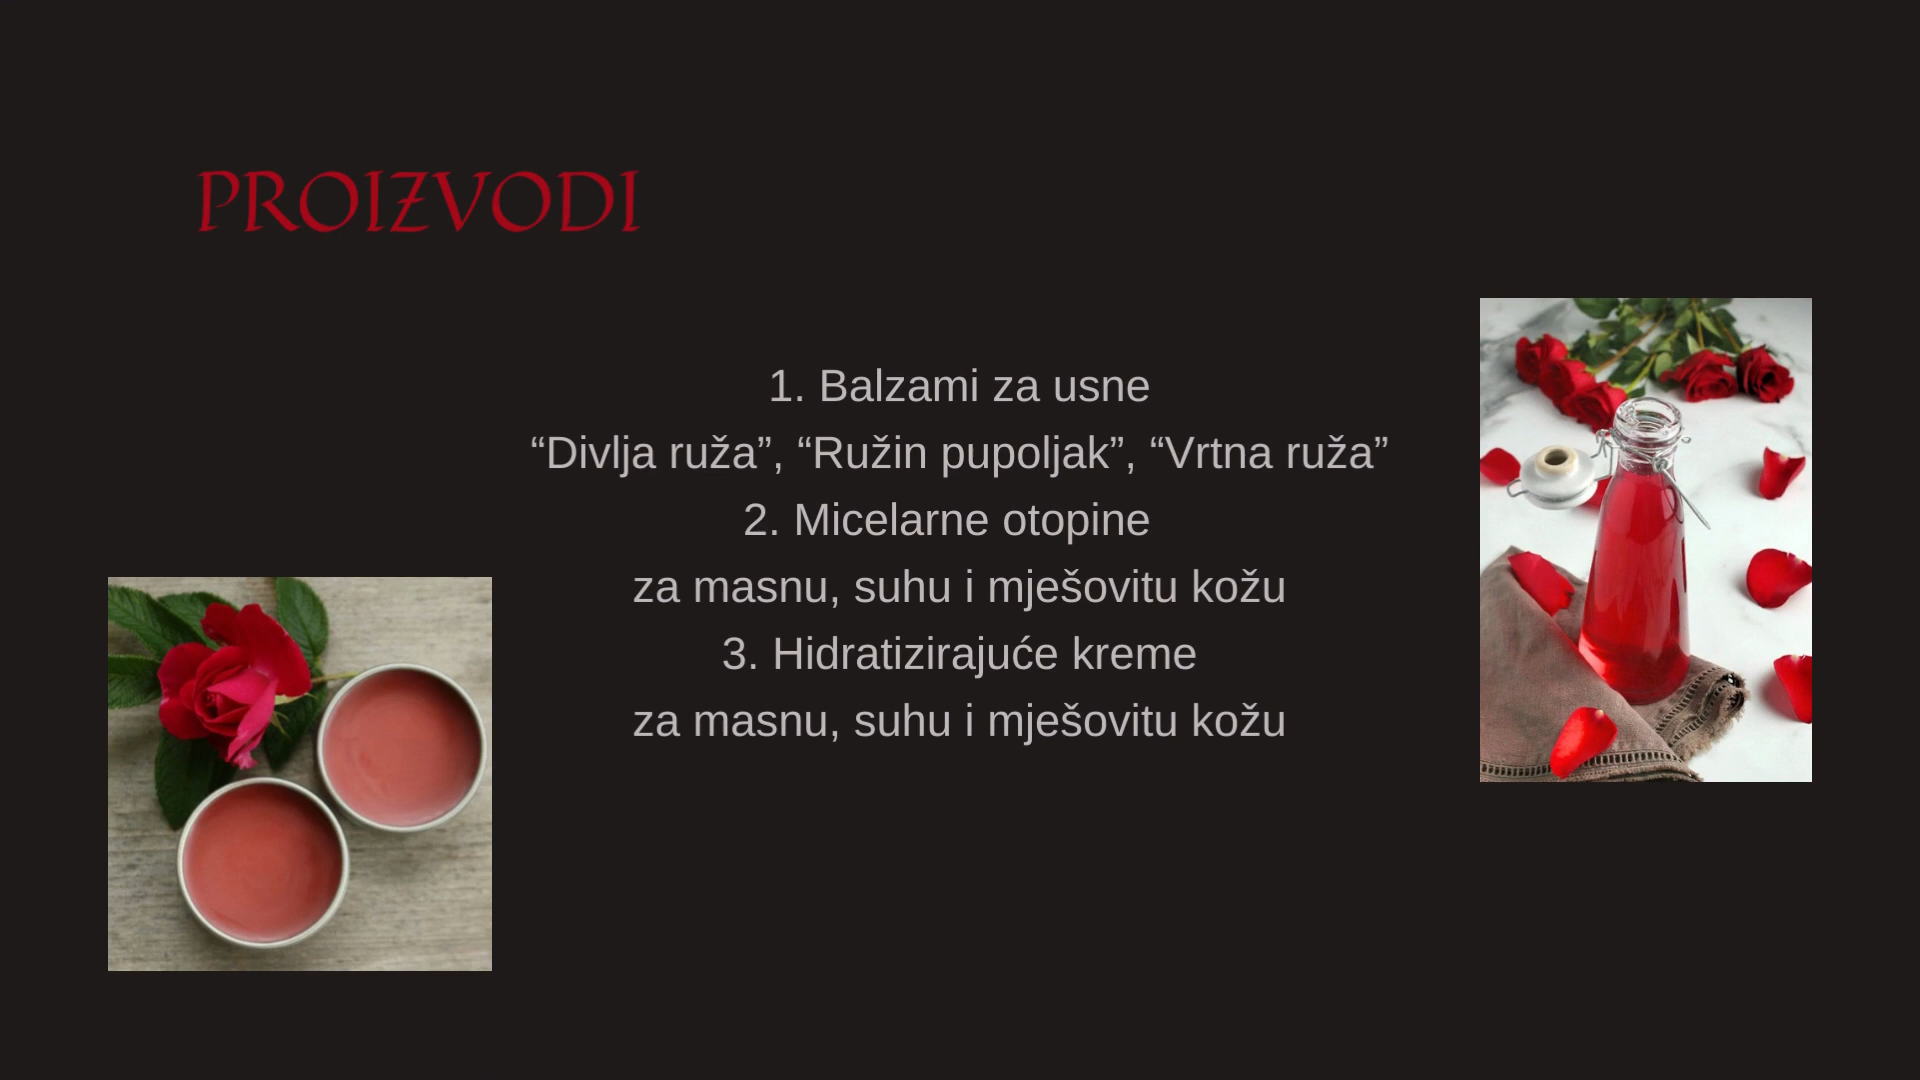 PROIZVODI
1. Balzami za usne
“Divlja ruža”, “Ružin pupoljak”, “Vrtna ruža”
2. Micelarne otopine
za masnu, suhu i mješovitu kožu
3. Hidratizirajuće kreme
za masnu, suhu i mješovitu kožu